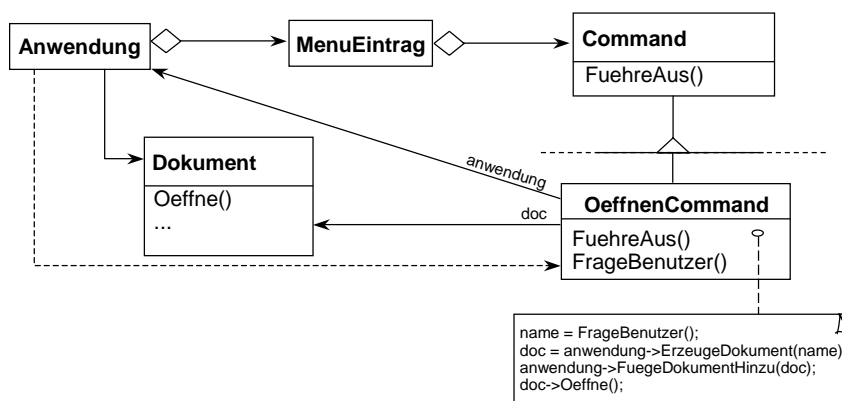 Anwendung
MenuEintrag
Command
FuehreAus()
Dokument
Oeffne()
...
anwendung
doc
OeffnenCommand
FuehreAus()
FrageBenutzer()
name = FrageBenutzer();
doc = anwendung->ErzeugeDokument(name)
anwendung->FuegeDokumentHinzu(doc);
doc->Oeffne();